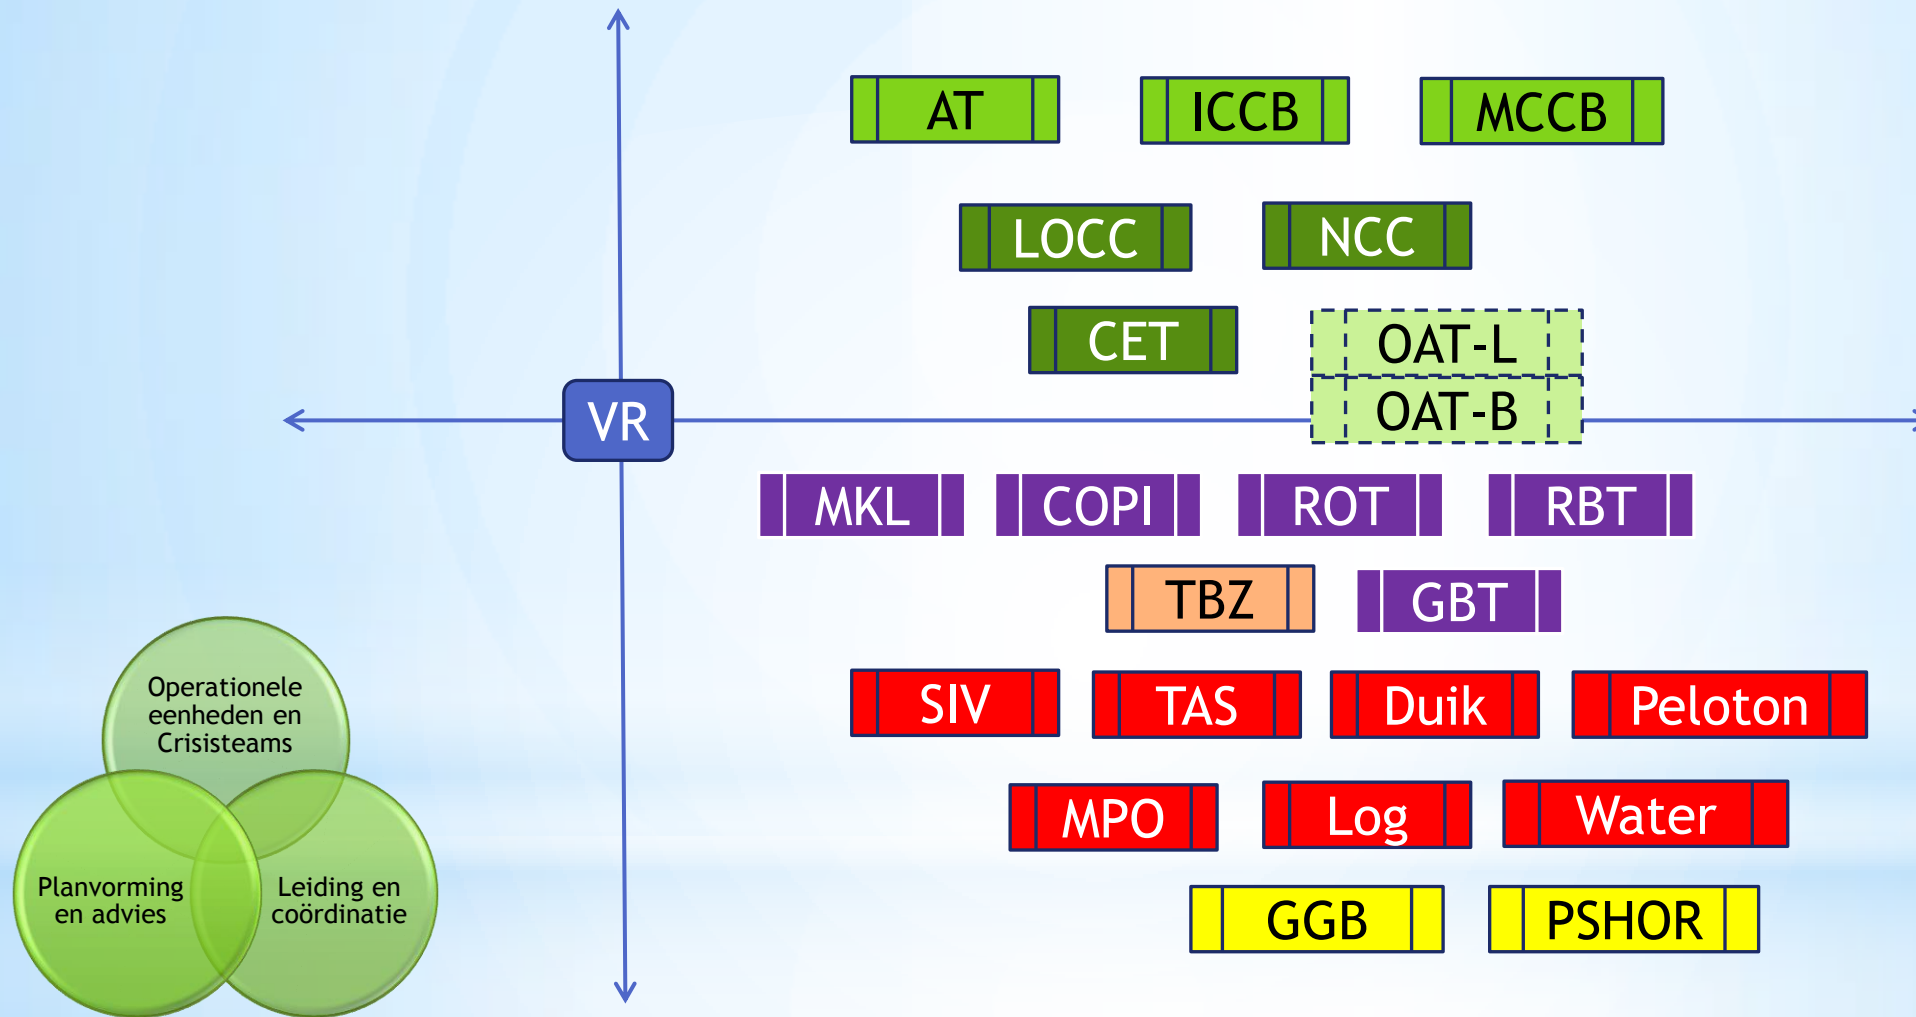 AT
ICCB
MCCB
LOCC
NCC
CET
OAT-L
OAT-B
VR
MKL
COPI
ROT
RBT
TBZ
GBT
SIV
TAS
Duik
Peloton
MPO
Log
Water
GGB
PSHOR
Operationele
eenheden en
Crisisteams
Planvorming
en advies
Leiding en
coördinatie